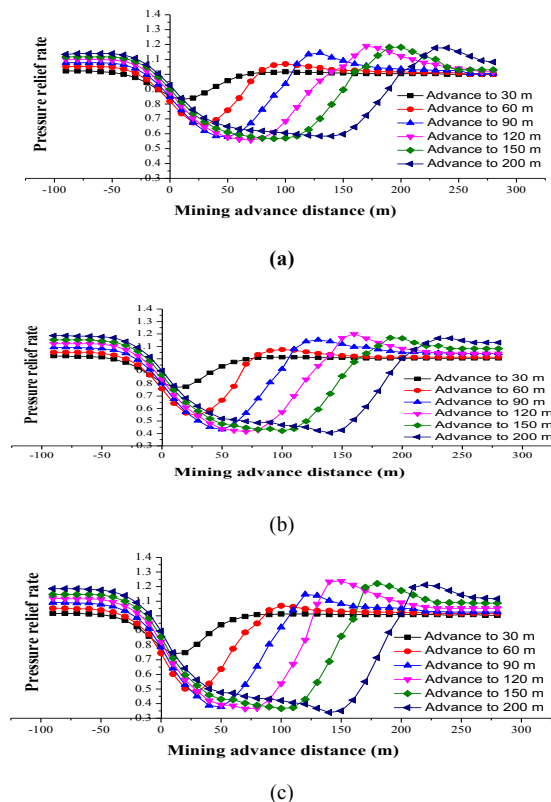 Pressure relief rate
1.4
1.3
1.2
1.1
1.0
0.9
0.8
0.7
0.6
0.5
0.4
0.3
Advance to 30 m
Advance to 60 m
Advance to 90 m
Advance to 120 m
Advance to 150 m
Advance to 200 m
-100 -50 0 50 100 150 200 250 300
Mining advance distance (m)
(a)
Pressure relief rate
1.4
1.3
1.2
1.1
1.0
0.9
0.8
0.7
0.6
0.5
0.4
0.3
Advance to 30 m
Advance to 60 m
Advance to 90 m
Advance to 120 m
Advance to 150 m
Advance to 200 m
-100 -50 0 50 100 150 200 250 300
Mining advance distance (m)
(b)
Pressure relief rate
1.4
1.3
1.2
1.1
1.0
0.9
0.8
0.7
0.6
0.5
0.4
0.3
Advance to 30 m
Advance to 60 m
Advance to 90 m
Advance to 120 m
Advance to 150 m
Advance to 200 m
-100 -50 0 50 100 150 200 250 300
Mining advance distance (m)
(c)